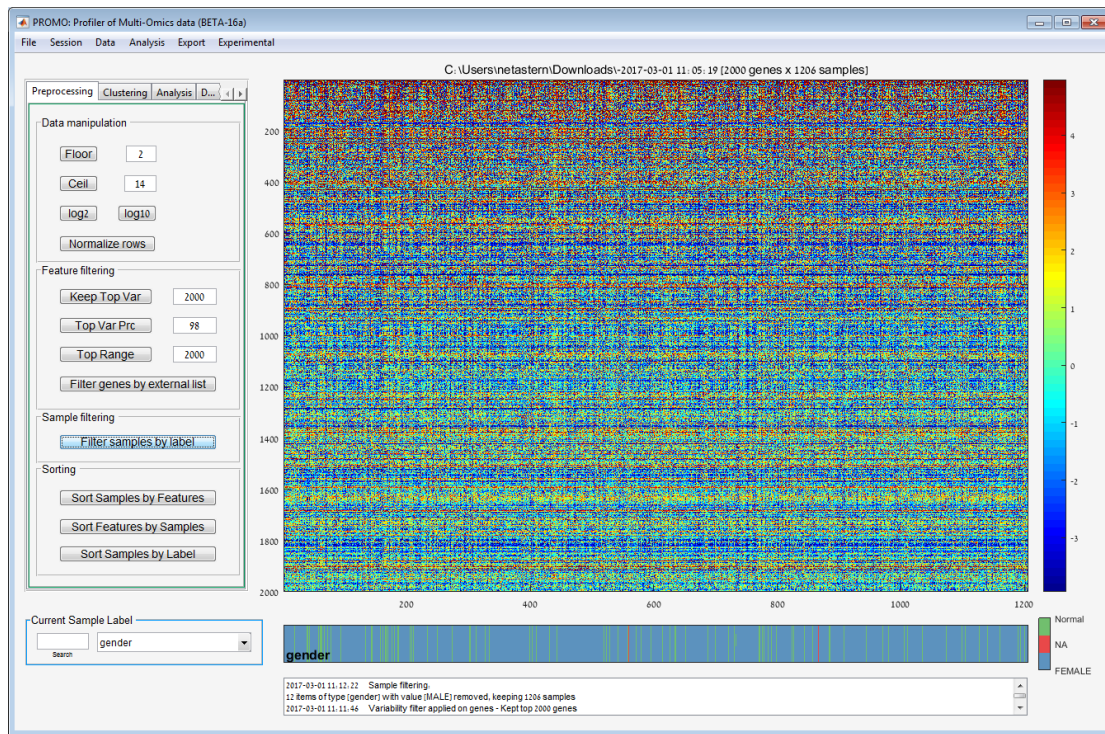 PROMO: Profiler of Multi-Omics data (BETA-16a)
File Session Data Analysis Export Experimental
C:\Users\netastern\Downloads\-2017-03-01 11:05:19 [2000 genes x 1206 samples]
Preprocessing Clustering Analysis D...
Data manipulation
Floor 2
Ceil 14
log2 log10
Normalize rows
Feature filtering
Keep Top Var 2000
Top Var Prc 98
Top Range 2000
Filter genes by external list
Sample filtering
Filter samples by label
Sorting
Sort Samples by Features
Sort Features by Samples
Sort Samples by Label
200
400
600
800
1000
1200
1400
1600
1800
2000
200 400 600 800 1000 1200
4
3
2
1
0
-1
-2
-3
Current Sample Label
Search gender
gender
Normal
NA
FEMALE
2017-03-01 11:12:22 Sample filtering:
12 items of type [gender] with value [MALE] removed, keeping 1206 samples
2017-03-01 11:11:46 Variability filter applied on genes - Kept top 2000 genes